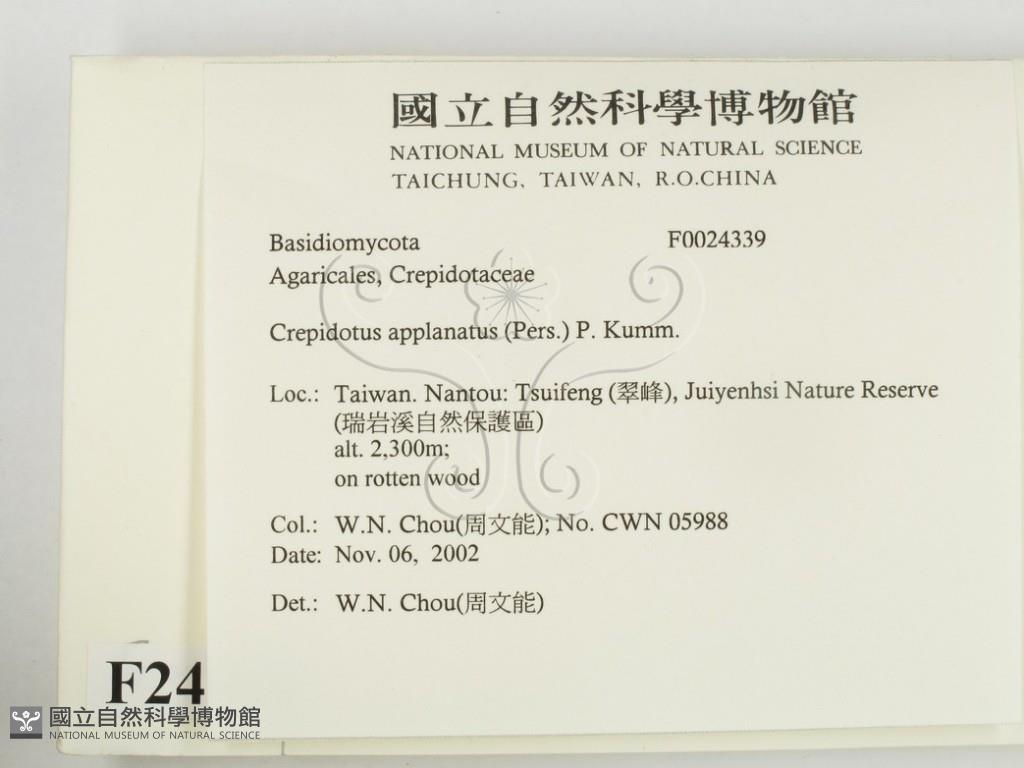 國立自然科學博物館
NATIONAL MUSEUM OF NATURAL SCIENCE
TAICHUNG, TAIWAN, R.O.CHINA
Basidiomycota F0024339
Agaricales, Crepidotaceae
Crepidotus applanatus (Pers.) P. Kumm.
Loc.: Taiwan. Nantou: Tsuifeng (翠峰), Juiyenhsi Nature Reserve
(瑞岩溪自然保護區)
alt. 2,300m;
on rotten wood
Col.: W.N. Chou(周文能); No. CWN 05988
Date: Nov. 06, 2002
Det.: W.N. Chou(周文能)
F24
國立自然科學博物館
NATIONAL MUSEUM OF NATURAL SCIENCE